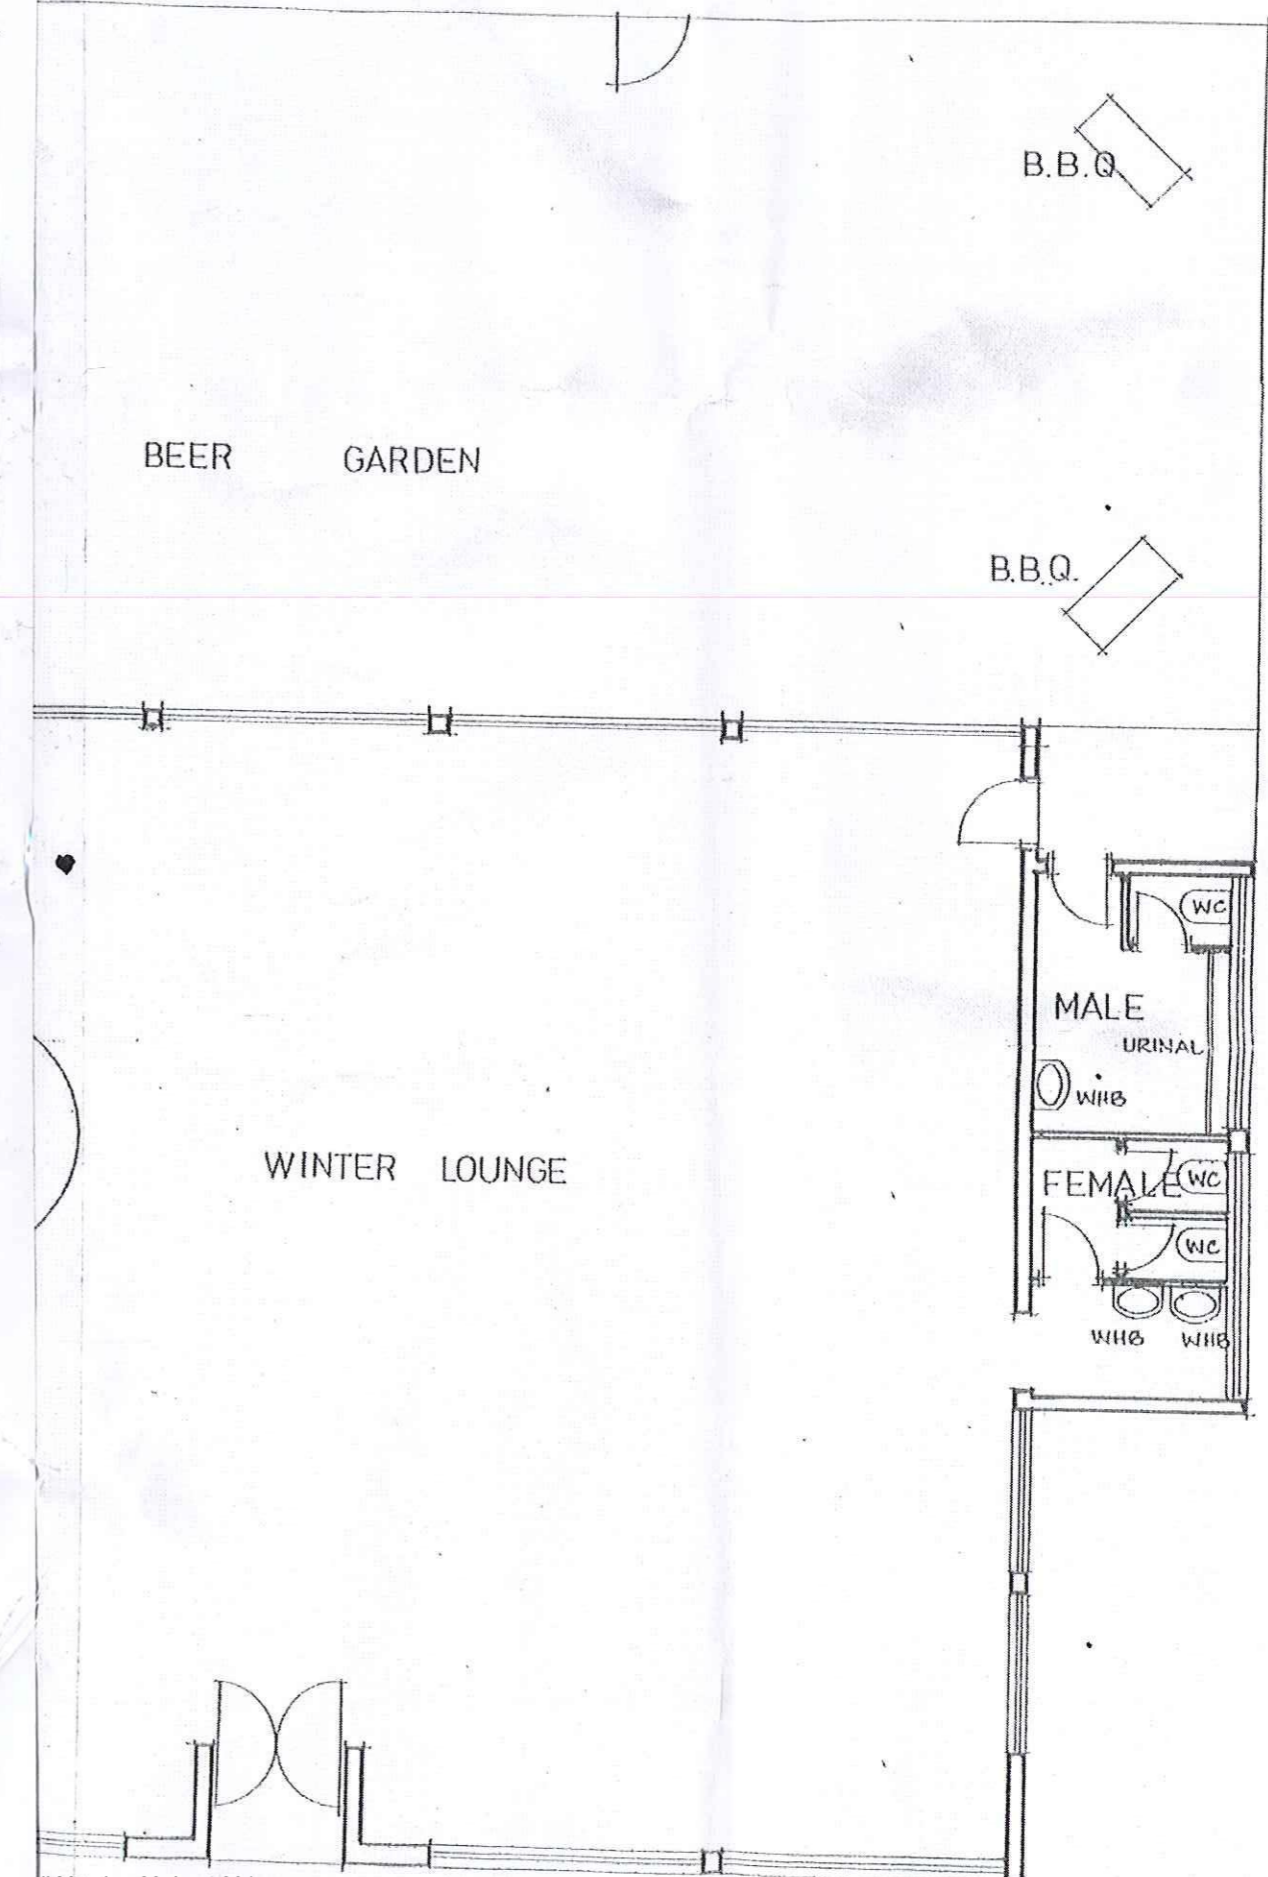 B.B.Q
BEER GARDEN
B.B.Q.
WC
MALE
URINAL
WHB
WINTER LOUNGE
FEMALE
WC
WC
WHB WHB